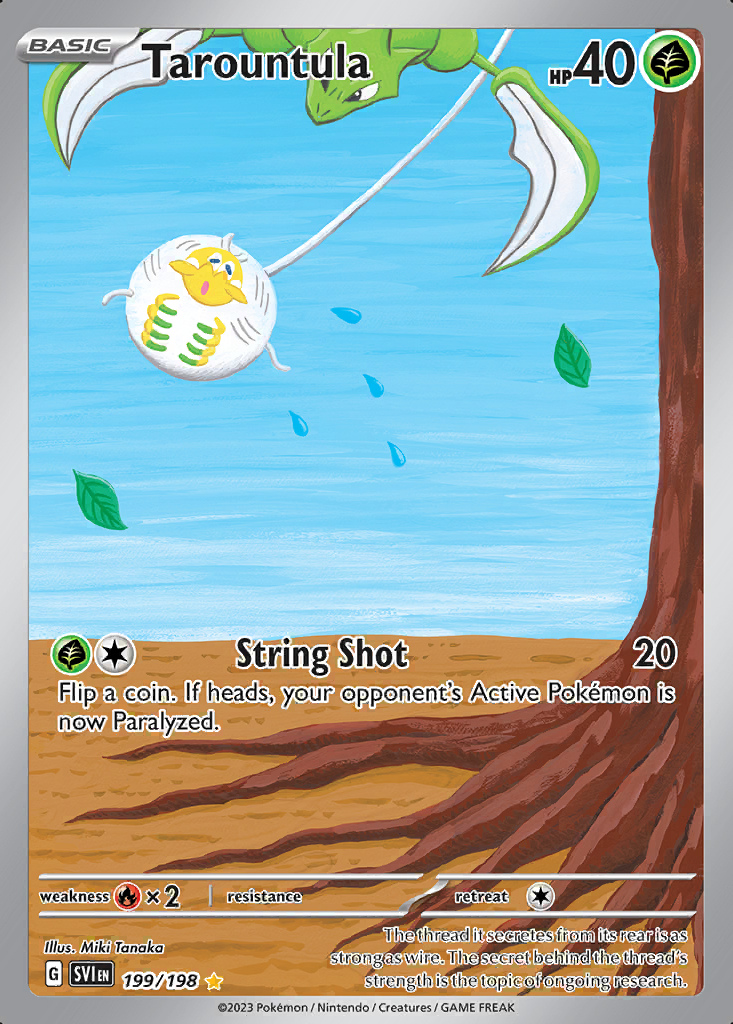 BASIC Tarountula HP 40
String Shot 20
Flip a coin. If heads, your opponent's Active Pokémon is
now Paralyzed.
weakness ×2 resistance retreat
Illus. Miki Tanaka
The thread it secretes from its rear is as
strong as wire. The secret behind the thread's
strength is the topic of ongoing research.
G SVI EN 199/198
©2023 Pokémon / Nintendo / Creatures / GAME FREAK